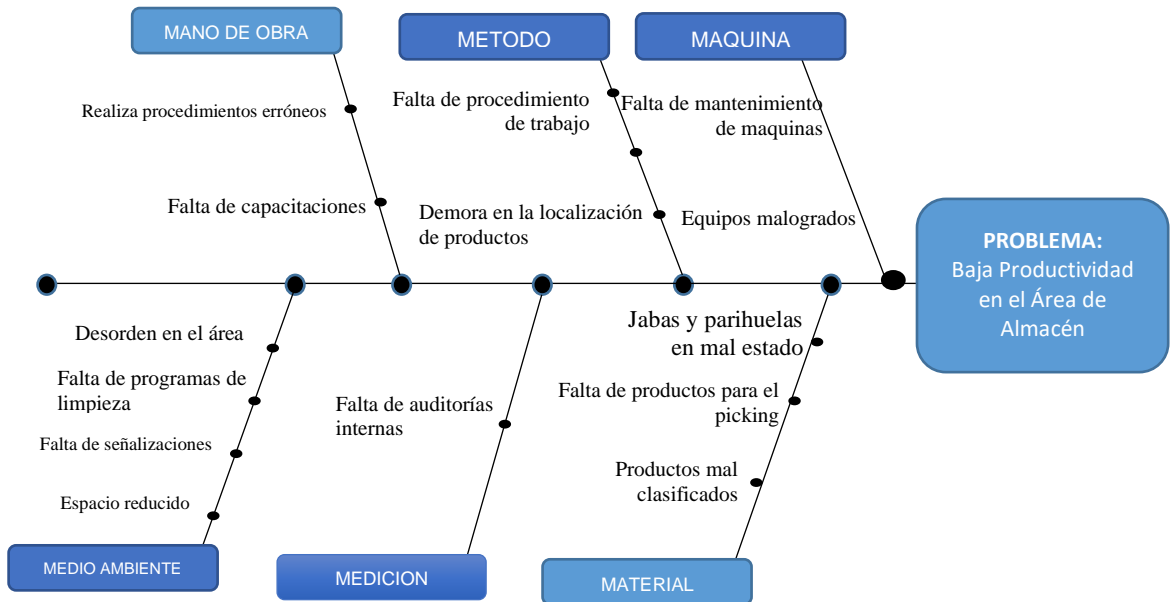 MANO DE OBRA
METODO
MAQUINA
Realiza procedimientos erróneos
Falta de capacitaciones
Falta de procedimiento
de trabajo
Demora en la localización
de productos
Falta de mantenimiento
de maquinas
Equipos malogrados
PROBLEMA:
Baja Productividad
en el Área de
Almacén
Desorden en el área
Falta de programas de
limpieza
Falta de señalizaciones
Espacio reducido
Falta de auditorías
internas
Jabas y parihuelas
en mal estado
Falta de productos para el
picking
Productos mal
clasificados
MEDIO AMBIENTE
MEDICION
MATERIAL